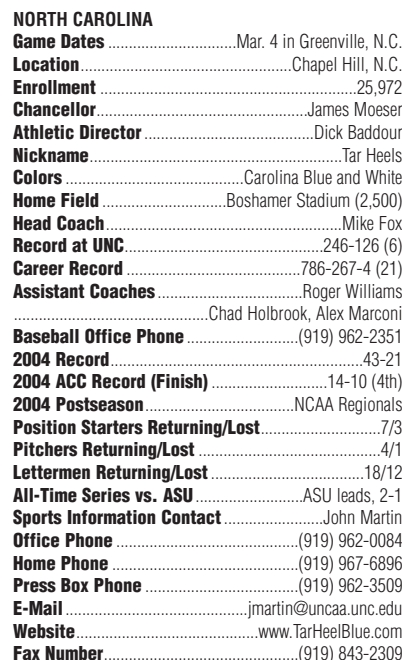 NORTH CAROLINA
Game Dates ................................Mar. 4 in Greenville, N.C.
Location.....................................................Chapel Hill, N.C.
Enrollment ................................................................25,972
Chancellor.....................................................James Moeser
Athletic Director ..........................................Dick Baddour
Nickname...............................................................Tar Heels
Colors .............................................Carolina Blue and White
Home Field ................................Boshamer Stadium (2,500)
Head Coach...............................................................Mike Fox
Record at UNC..................................................246-126 (6)
Career Record ........................................786-267-4 (21)
Assistant Coaches ....................................Roger Williams
................................................Chad Holbrook, Alex Marconi
Baseball Office Phone ............................(919) 962-2351
2004 Record................................................................43-21
2004 ACC Record (Finish) .............................14-10 (4th)
2004 Postseason.....................................NCAA Regionals
Position Starters Returning/Lost..............................7/3
Pitchers Returning/Lost ..............................................4/1
Lettermen Returning/Lost ......................................18/12
All-Time Series vs. ASU...........................ASU leads, 2-1
Sports Information Contact.........................John Martin
Office Phone ..............................................(919) 962-0084
Home Phone ..............................................(919) 967-6896
Press Box Phone ......................................(919) 962-3509
E-Mail..............................................jmartin@uncaa.unc.edu
Website..............................................www.TarHeelBlue.com
Fax Number.................................................(919) 843-2309